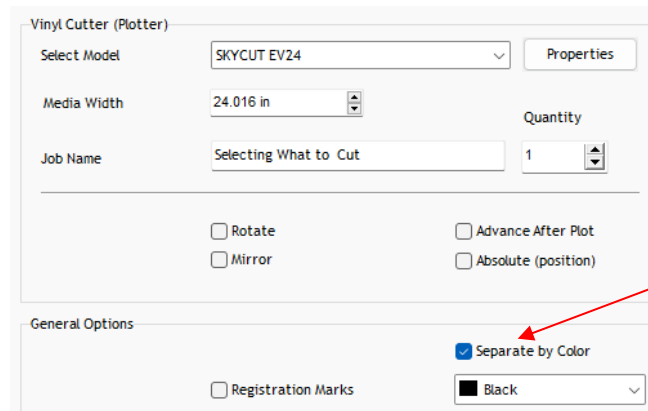 Vinyl Cutter (Plotter)
Select Model SKYCUT EV24 Properties
Media Width 24.016 in
Quantity
Job Name Selecting What to Cut 1
Rotate Advance After Plot
Mirror Absolute (position)
General Options
Separate by Color
Registration Marks Black